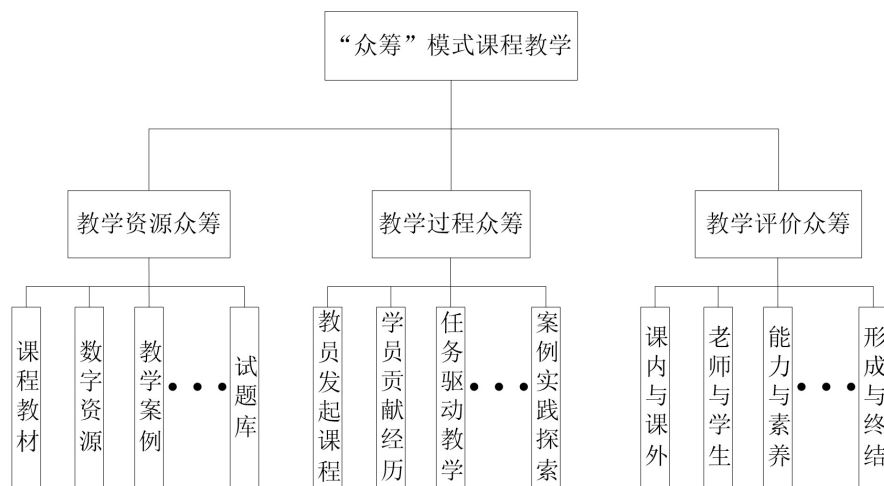 “众筹”模式课程教学
教学资源众筹
教学过程众筹
教学评价众筹
课程教材
数字资源
教学案例
•••
试题库
教员发起课程
学员贡献经历
任务驱动教学
•••
案例实践探索
课内与课外
老师与学生
能力与素养
•••
形成与终结